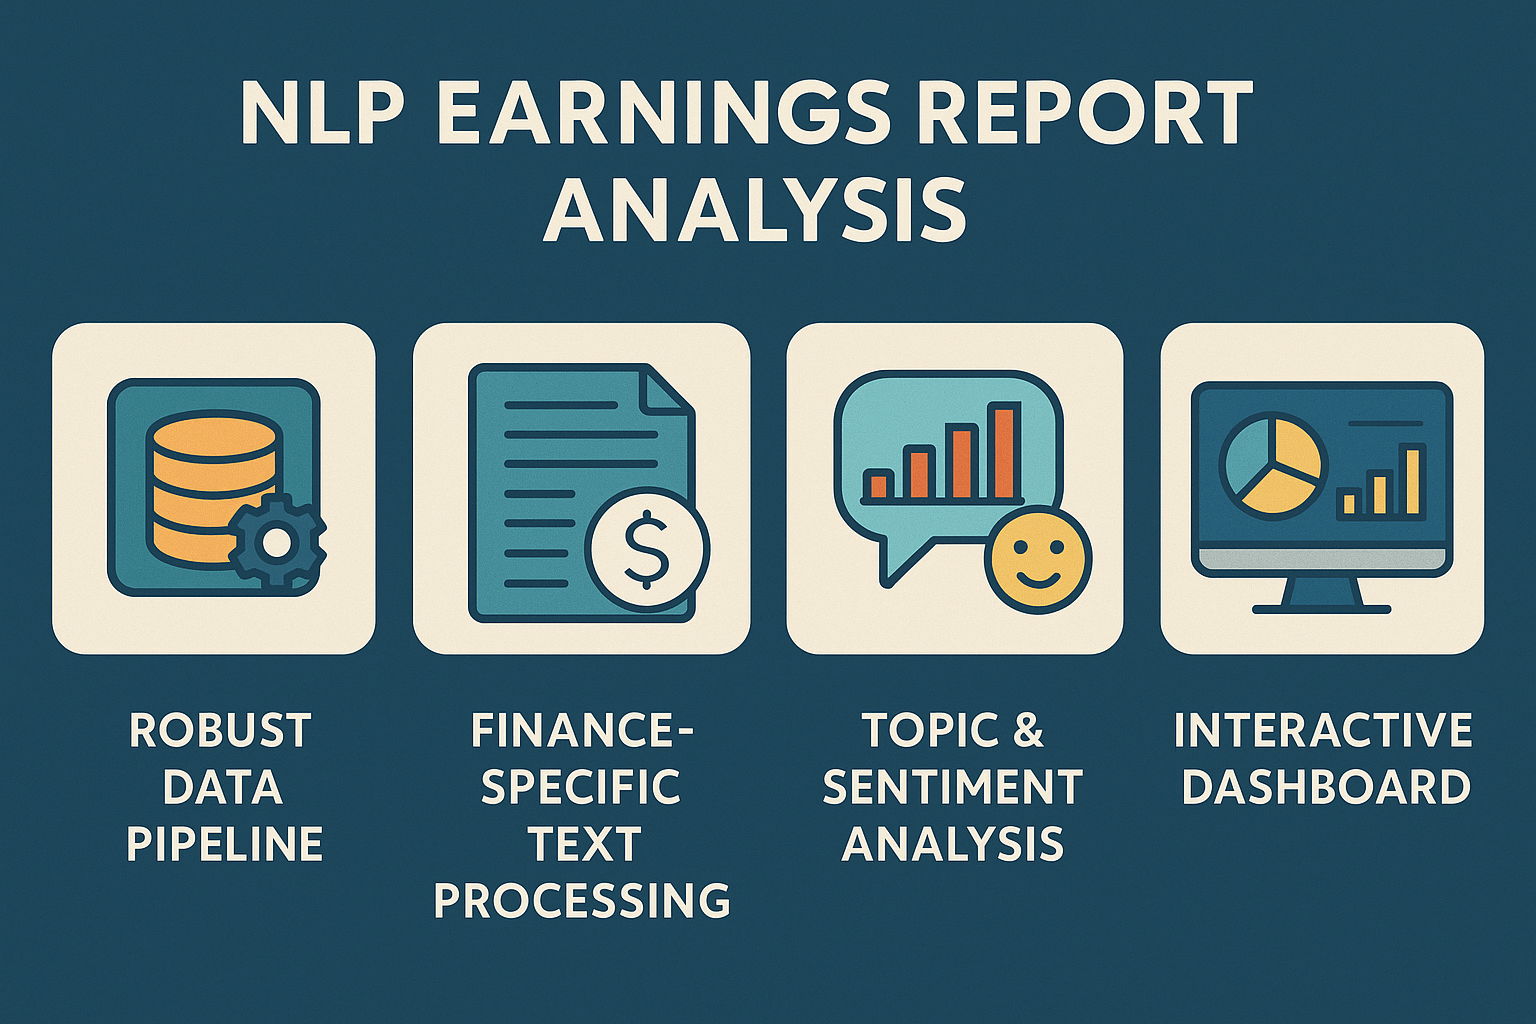 NLP EARNINGS REPORT
ANALYSIS
$
ROBUST
DATA
PIPELINE
FINANCE-
SPECIFIC
TEXT
PROCESSING
TOPIC &
SENTIMENT
ANALYSIS
INTERACTIVE
DASHBOARD